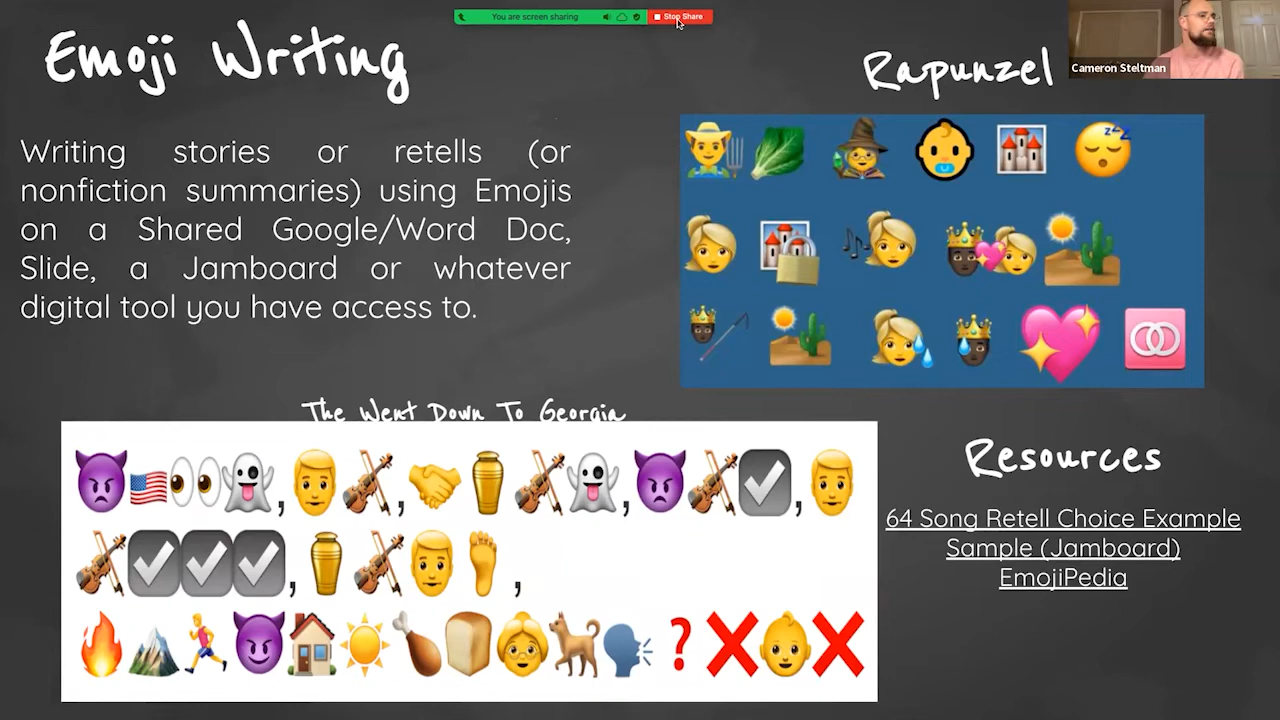 You are screen sharing
Stop Share
Cameron Steltman
Emoji Writing
Writing stories or retells (or
nonfiction summaries) using Emojis
on a Shared Google/Word Doc,
Slide, a Jamboard or whatever
digital tool you have access to.
Rapunzel
The Went Down To Georgia
Resources
64 Song Retell Choice Example
Sample (Jamboard)
EmojiPedia